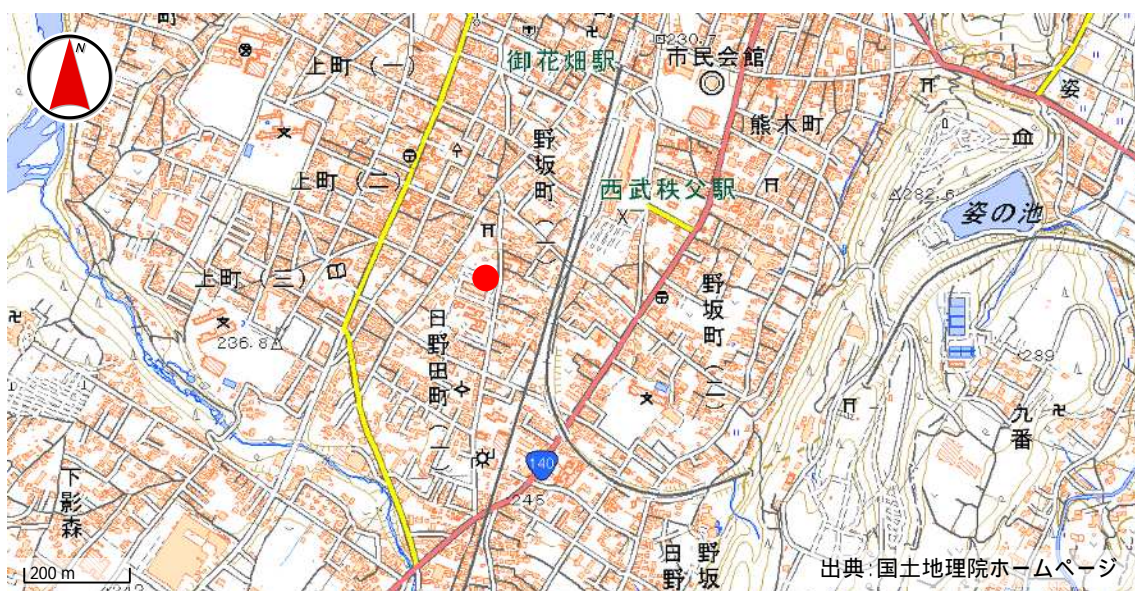 町
N
230.7
御花畑駅
市民会館
上町(一)
姿
熊木町
野坂町(一)
上町(二)
西武秩父駅
282.6
姿の池
上町(三)
野坂町(二)
日野田町(一)
236.8
289
九番
140
245
下影森
野坂
日野
200 m
出典:国土地理院ホームページ